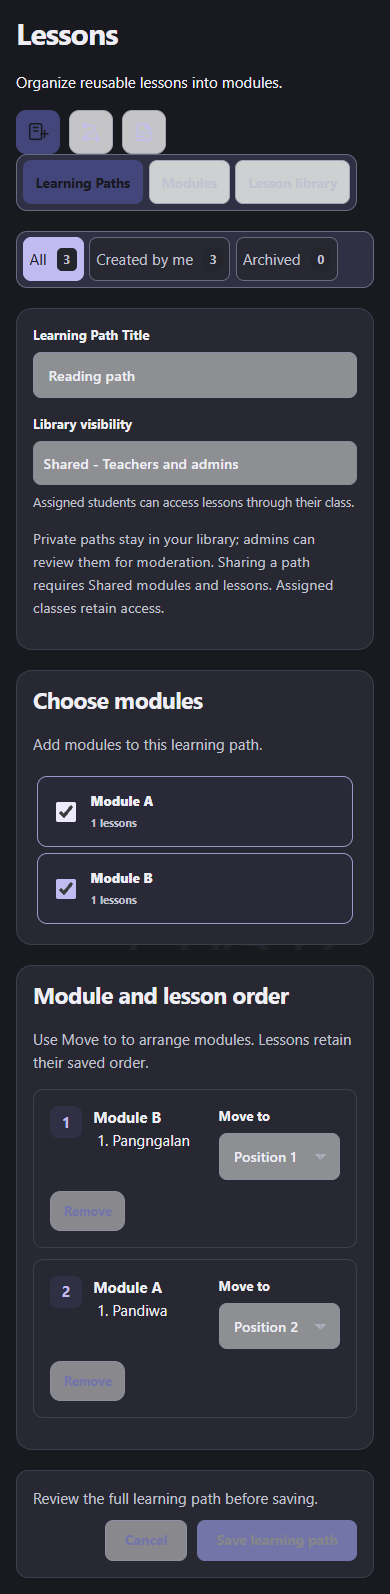 Lessons
Organize reusable lessons into modules.
Learning Paths
Modules
Lesson library
All 3
Created by me 3
Archived 0
Learning Path Title
Reading path
Library visibility
Shared - Teachers and admins
Assigned students can access lessons through their class.
Private paths stay in your library; admins can
review them for moderation. Sharing a path
requires Shared modules and lessons. Assigned
classes retain access.
Choose modules
Add modules to this learning path.
Module A
1 lessons
Module B
1 lessons
Module and lesson order
Use Move to to arrange modules. Lessons retain
their saved order.
1
Module B
1. Pangngalan
Move to
Position 1
Remove
2
Module A
1. Pandiwa
Move to
Position 2
Remove
Review the full learning path before saving.
Cancel
Save learning path